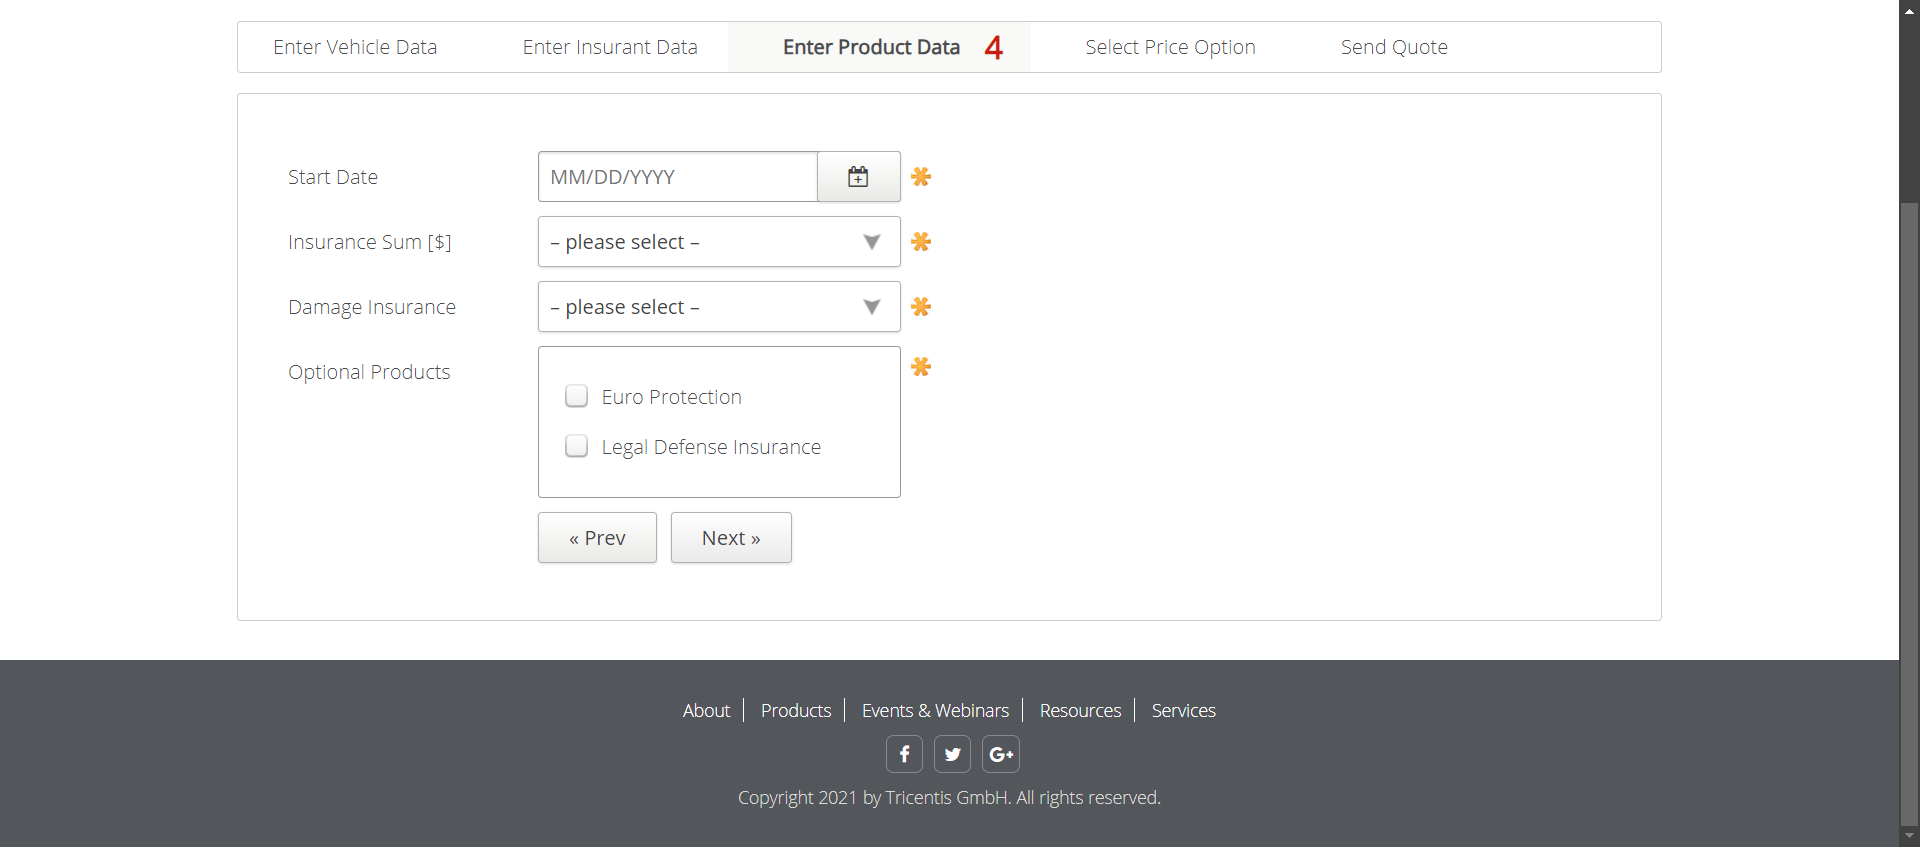 Enter Vehicle Data Enter Insurant Data Enter Product Data 4 Select Price Option Send Quote
Start Date MM/DD/YYYY
Insurance Sum [$] – please select –
Damage Insurance – please select –
Optional Products
Euro Protection
Legal Defense Insurance
« Prev Next »
About Products Events & Webinars Resources Services
f G+
Copyright 2021 by Tricentis GmbH. All rights reserved.